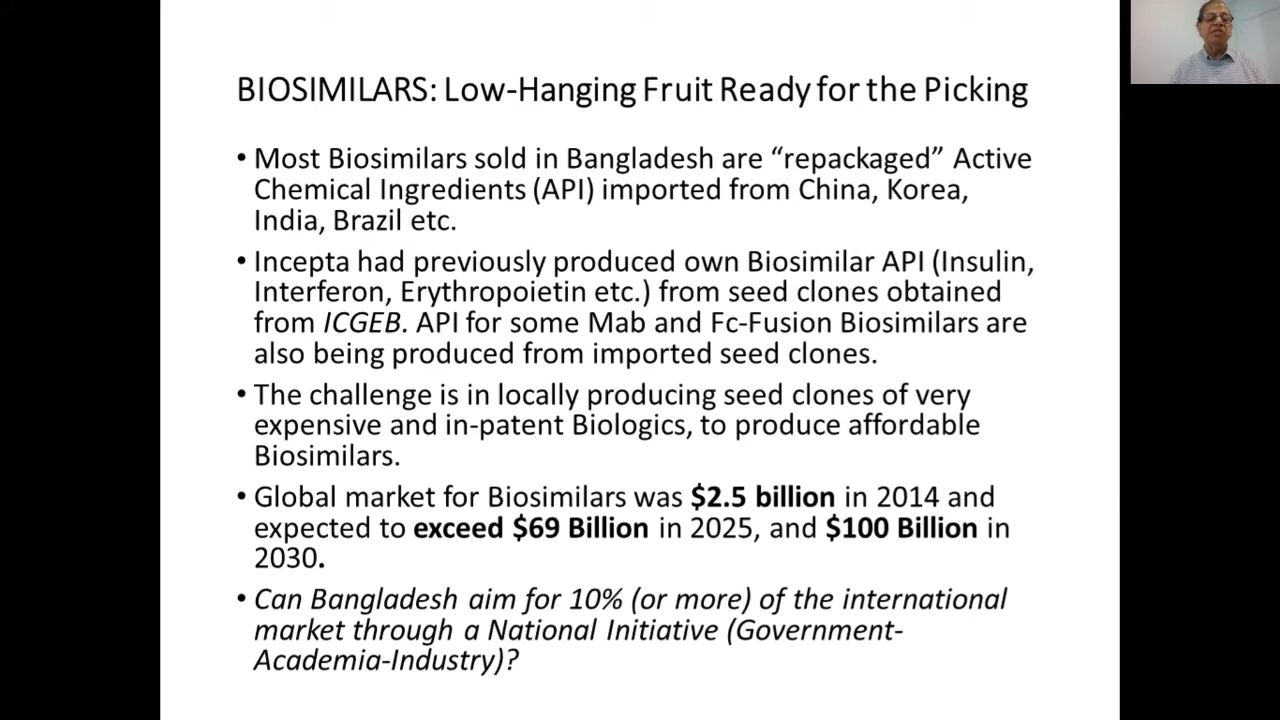 BIOSIMILARS: Low-Hanging Fruit Ready for the Picking
• Most Biosimilars sold in Bangladesh are “repackaged” Active
Chemical Ingredients (API) imported from China, Korea,
India, Brazil etc.
• Incepta had previously produced own Biosimilar API (Insulin,
Interferon, Erythropoietin etc.) from seed clones obtained
from ICGEB. API for some Mab and Fc-Fusion Biosimilars are
also being produced from imported seed clones.
• The challenge is in locally producing seed clones of very
expensive and in-patent Biologics, to produce affordable
Biosimilars.
• Global market for Biosimilars was $2.5 billion in 2014 and
expected to exceed $69 Billion in 2025, and $100 Billion in
2030.
• Can Bangladesh aim for 10% (or more) of the international
market through a National Initiative (Government-
Academia-Industry)?